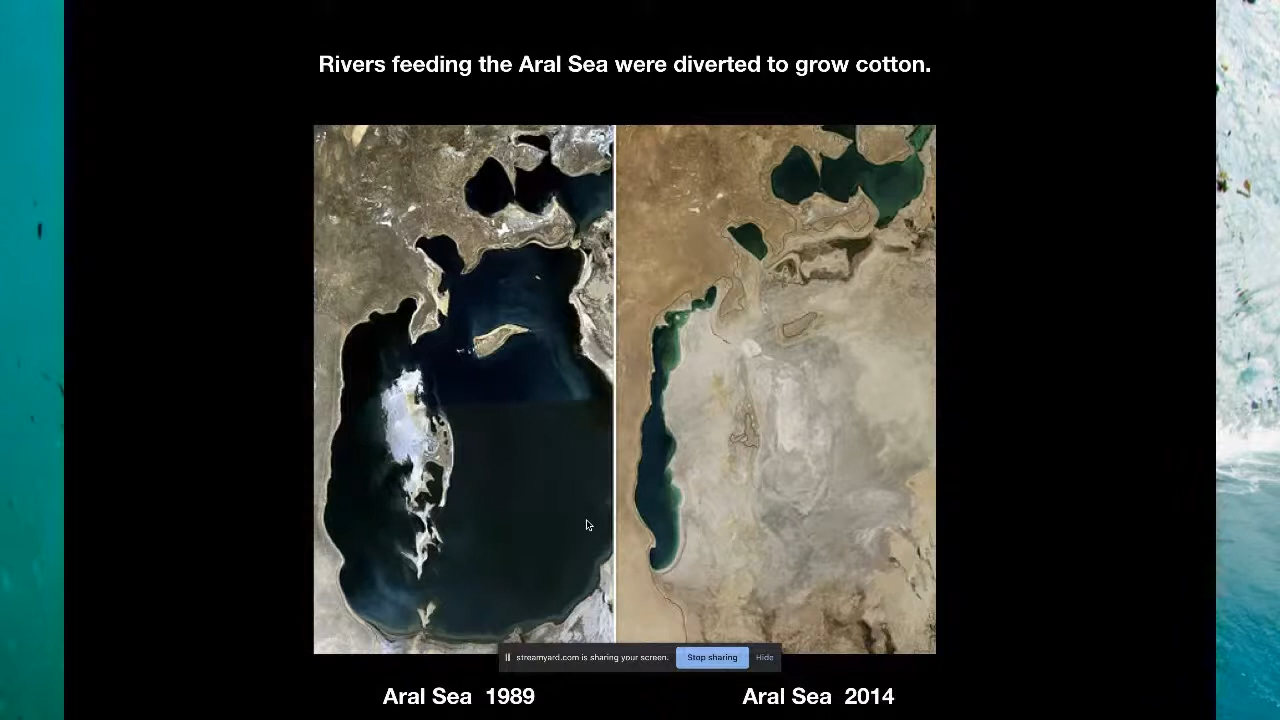 Rivers feeding the Aral Sea were diverted to grow cotton.
streamyard.com is sharing your screen. Stop sharing Hide
Aral Sea 1989 Aral Sea 2014